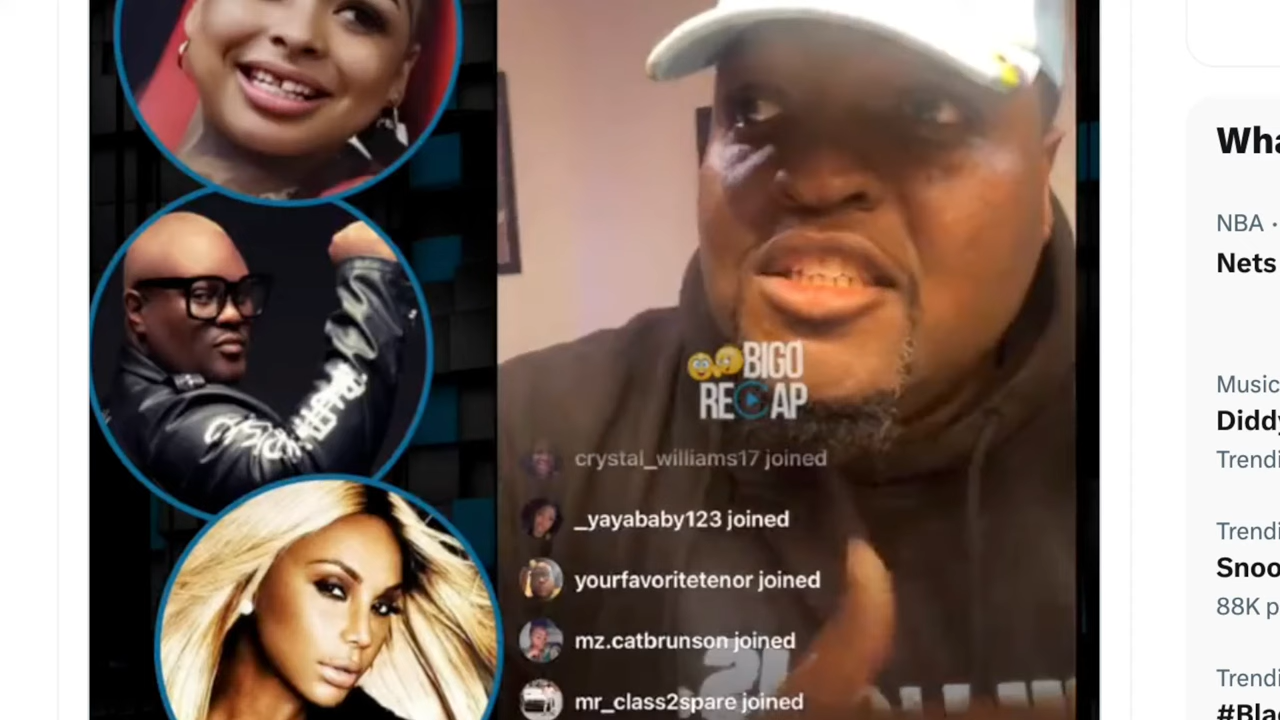 BIGO
RECAP
crystal_williams17 joined
_yayababy123 joined
yourfavoritetenor joined
mz.catbrunson joined
mr_class2spare joined
Wha
NBA ·
Nets
Music
Diddy
Trendi
Trendi
Snoo
88K p
Trendi
#Bla